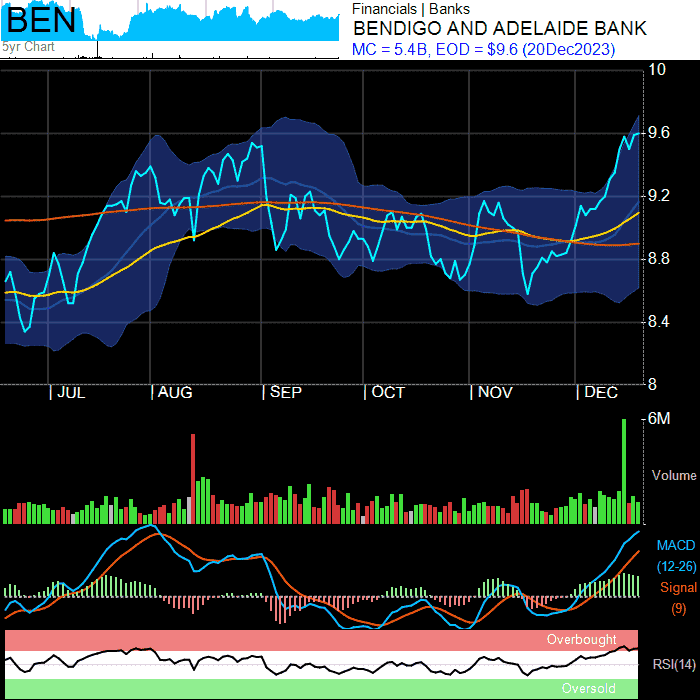 BEN
5yr Chart
Financials | Banks
BENDIGO AND ADELAIDE BANK
MC = 5.4B, EOD = $9.6 (20Dec2023)
10
9.6
9.2
8.8
8.4
8
| JUL | AUG | SEP | OCT | NOV | DEC
6M
Volume
MACD
(12-26)
Signal
(9)
Overbought
RSI(14)
Oversold